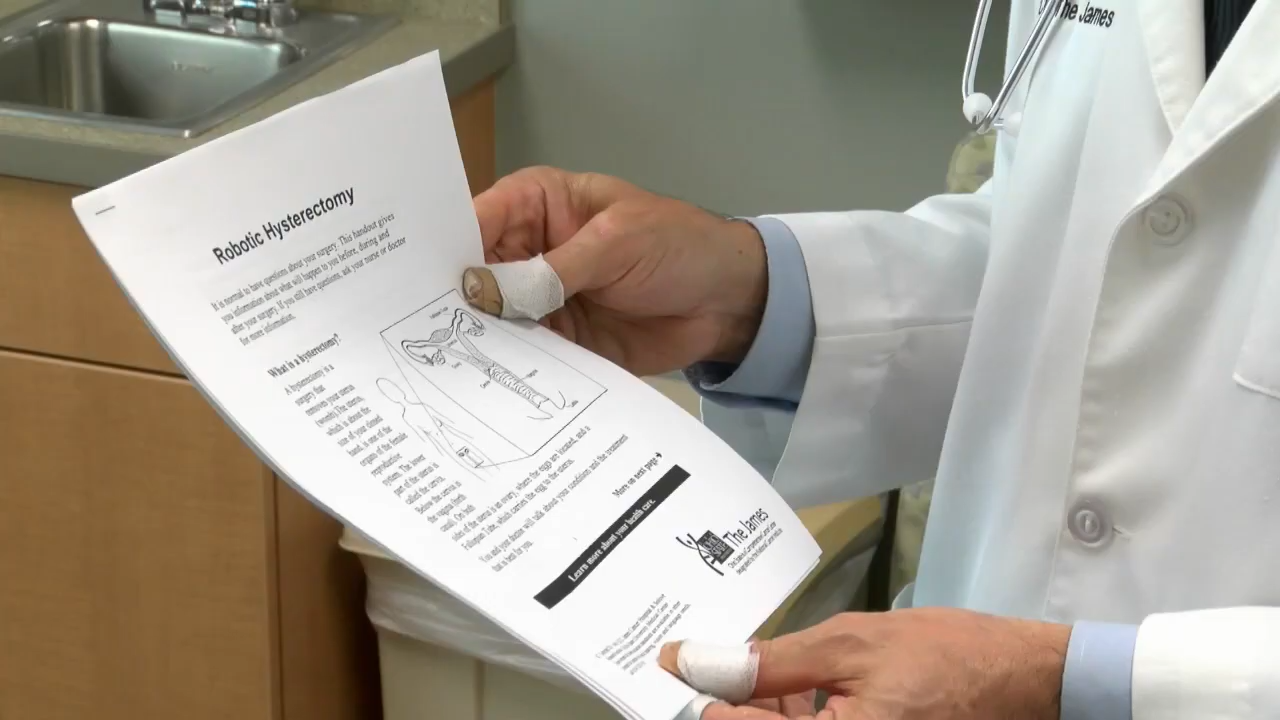 The James
Robotic Hysterectomy
It is normal to have questions about your surgery. This handout gives
you information about what will happen to you before, during and
after your surgery. If you still have questions, ask your nurse or doctor
for more information.
What is a hysterectomy?
A hysterectomy is a
surgery that
removes your uterus
(womb). The uterus,
which is about the
size of your closed
hand, is one of the
organs of the female
reproductive
system. The lower
part of the uterus is
called the cervix.
Below the cervix is
the vagina (birth
canal). On both
sides of the uterus is an ovary, where the eggs are located, and a
Fallopian Tube, which carries the egg to the uterus.
You and your doctor will talk about your condition and the treatment
that is best for you.
More on next page
Learn more about your health care.
The James